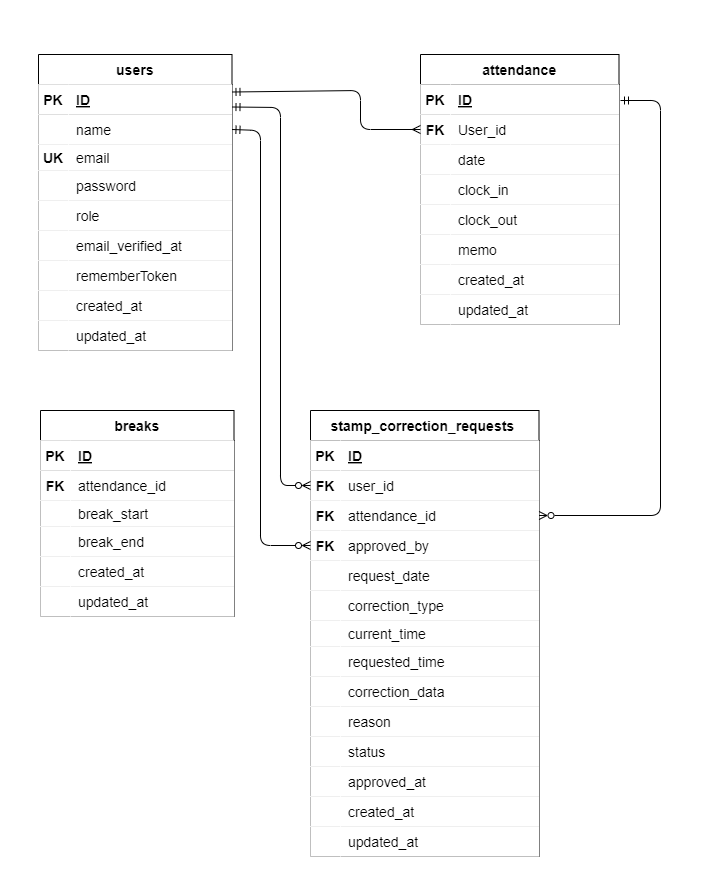 users
PK ID
name
UK email
password
role
email_verified_at
rememberToken
created_at
updated_at
attendance
PK ID
FK User_id
date
clock_in
clock_out
memo
created_at
updated_at
breaks
PK ID
FK attendance_id
break_start
break_end
created_at
updated_at
stamp_correction_requests
PK ID
FK user_id
FK attendance_id
FK approved_by
request_date
correction_type
current_time
requested_time
correction_data
reason
status
approved_at
created_at
updated_at